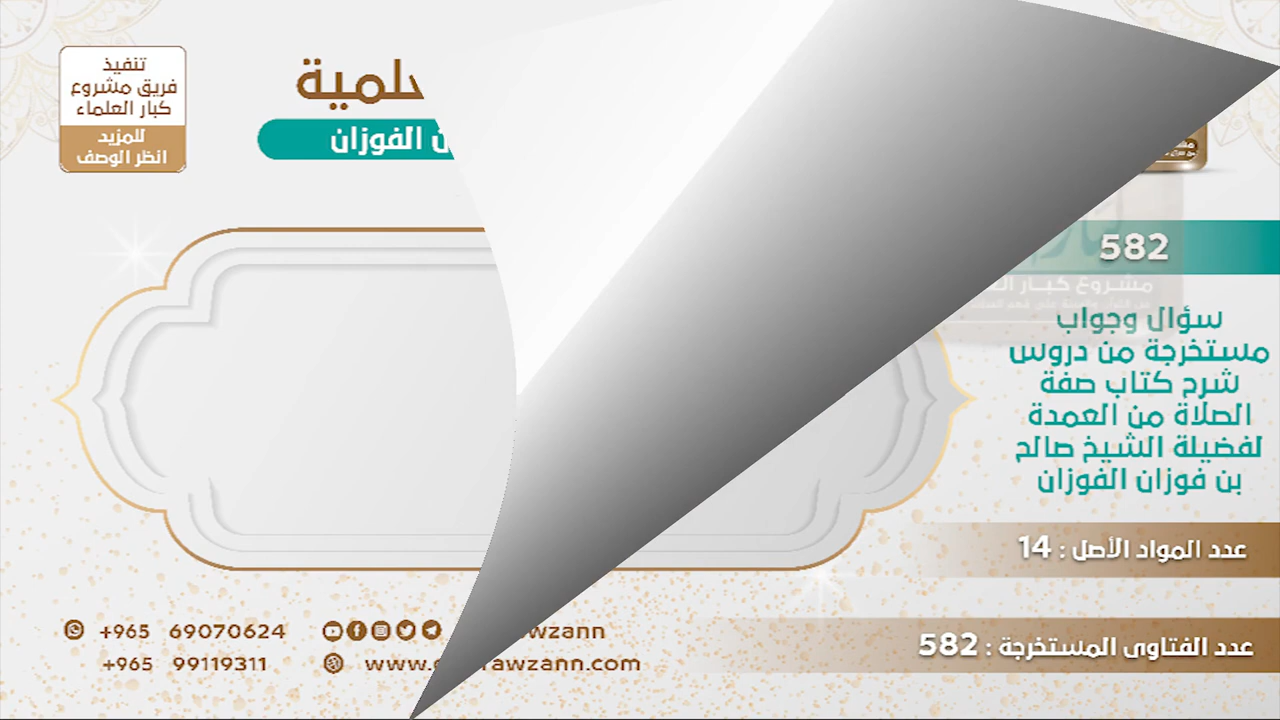 تنفيذ
فريق مشروع
كبار العلماء
للمزيد
انظر الوصف
الفوزان
582
مشروع كبار
سؤال وجواب
مستخرجة من دروس
شرح كتاب صفة
الصلاة من العمدة
لفضيلة الشيخ صالح
بن فوزان الفوزان
عدد المواد الأصل : 14
عدد الفتاوى المستخرجة : 582
+965 69070624
+965 99119311